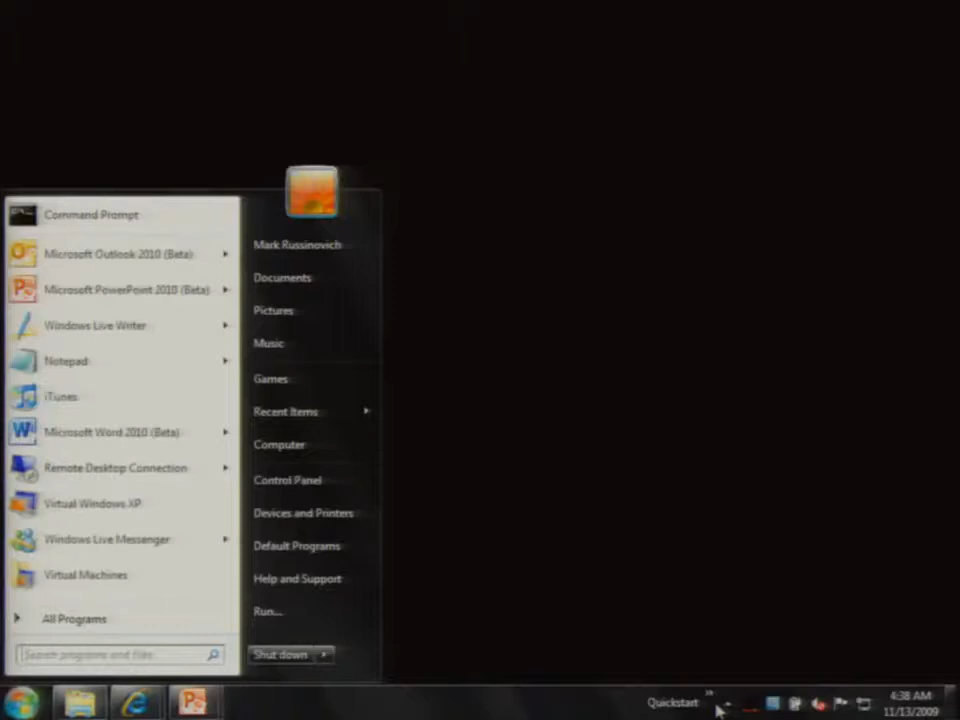 Command Prompt
Microsoft Outlook 2010 (Beta)
Microsoft PowerPoint 2010 (Beta)
Windows Live Writer
Notepad
iTunes
Microsoft Word 2010 (Beta)
Remote Desktop Connection
Virtual Windows XP
Windows Live Messenger
Virtual Machines
All Programs
Search programs and files
Mark Russinovich
Documents
Pictures
Music
Games
Recent Items
Computer
Control Panel
Devices and Printers
Default Programs
Help and Support
Run...
Shut down
Quickstart
4:38 AM
11/13/2009